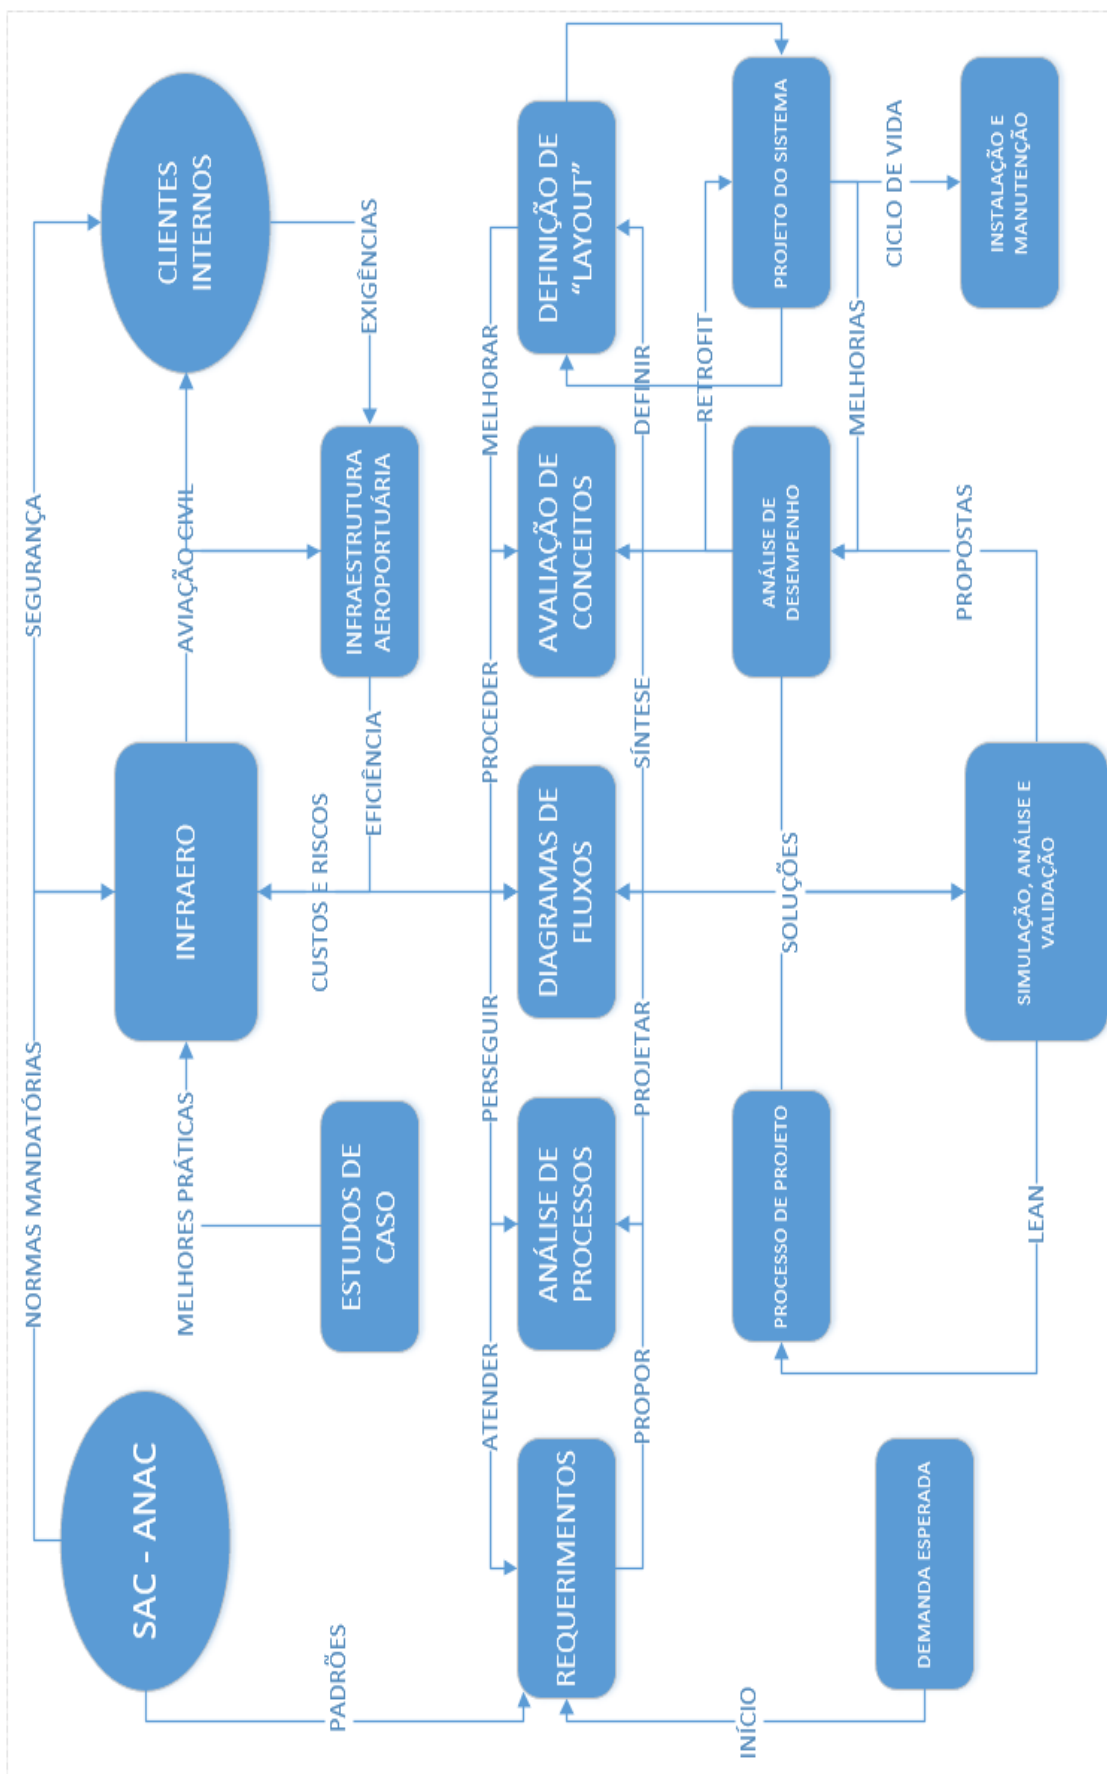 NORMAS MANDATÓRIAS
SEGURANÇA
SAC - ANAC
MELHORES PRÁTICAS
INFRAERO
AVIAÇÃO CIVIL
CLIENTES
INTERNOS
PADRÕES
ESTUDOS DE
CASO
CUSTOS E RISCOS
EFICIÊNCIA
INFRAESTRUTURA
AEROPORTUÁRIA
EXIGÊNCIAS
ATENDER
PERSEGUIR
PROCEDER
MELHORAR
REQUERIMENTOS
ANÁLISE DE
PROCESSOS
DIAGRAMAS DE
FLUXOS
AVALIAÇÃO DE
CONCEITOS
DEFINIÇÃO DE
“LAYOUT”
PROPOR
PROJETAR
SÍNTESE
DEFINIR
INÍCIO
RETROFIT
PROCESSO DE PROJETO
SOLUÇÕES
ANÁLISE DE
DESEMPENHO
PROJETO DO SISTEMA
MELHORIAS
CICLO DE VIDA
DEMANDA ESPERADA
PROPOSTAS
LEAN
SIMULAÇÃO, ANÁLISE E
VALIDAÇÃO
INSTALAÇÃO E
MANUTENÇÃO